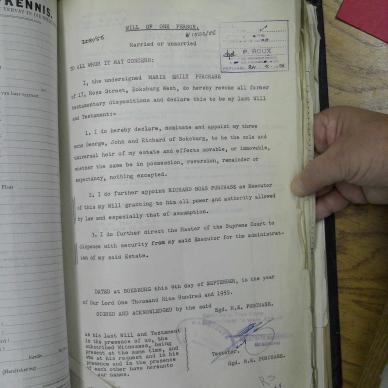 KENNIS.
BILL OF ONE PERSON.
Married or unmarried
P. ROUX
TO ALL WHOM IT MAY CONCERN:
I, the undersigned MARIE EMILY PURCHASE
of 17, Ross Street, Boksburg West, do hereby revoke all former
testamentary dispositions and declare this to be my last Will
and Testament:-
1. I do hereby declare, nominate and appoint my three
sons George, John and Richard of Boksburg, to be the sole and
universal heir of my estate and effects movable, or immovable,
whether the same be in possession, reversion, remainder or
expectancy, nothing excepted.
2. I do further appoint RICHARD PURCHASE as Executor
of this my Will granting to him all power and authority allowed
by law and especially that of assumption.
3. I do further direct the Master of the Supreme Court to
dispense with security from my said Executor for the administrat-
ion of my said Estate.
DATED at BOKSBURG this 9th day of SEPTEMBER, in the year
of our Lord One Thousand Nine Hundred and 1955.
SIGNED AND ACKNOWLEDGED by the said
Sgd. M.E. PURCHASE.
as his last Will and Testament
in the presence of us, the
subscribed Witnesses, being
present at the same time, and
who at his request and in his
presence and in the presence
of each other have hereunto
our names.
Testator.
Sgd. PURCHASE.